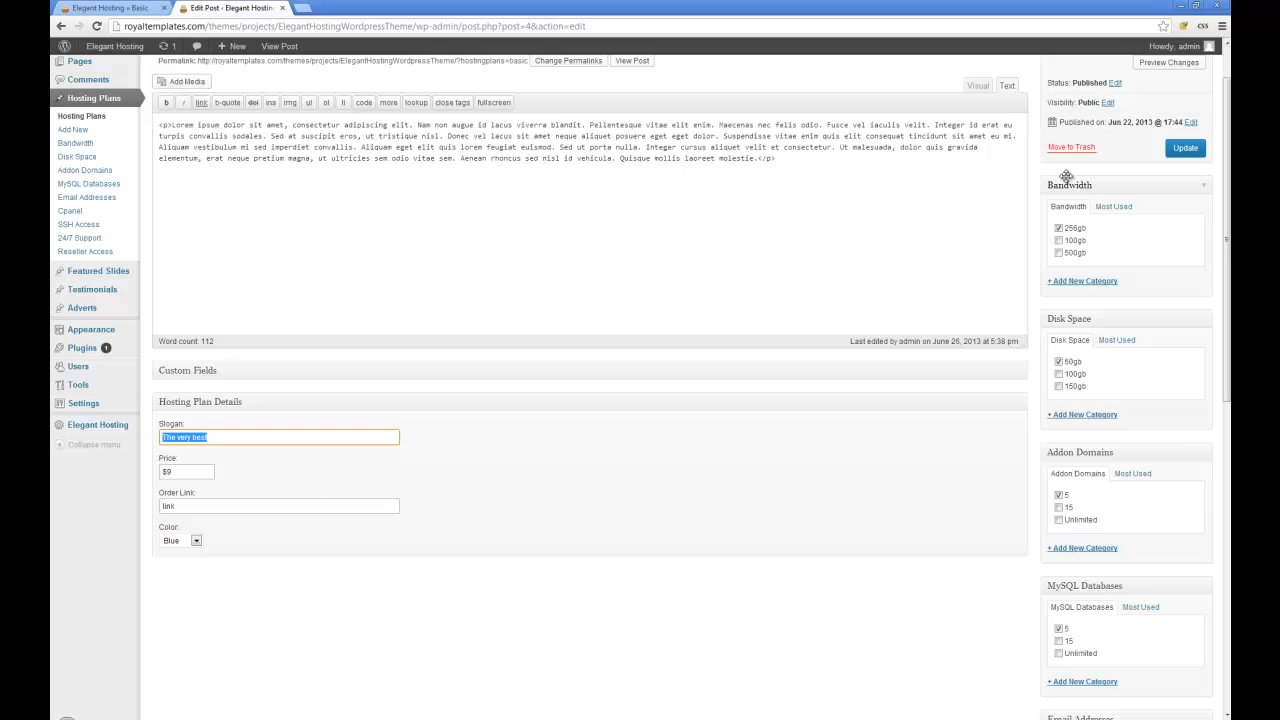 Elegant Hosting » Basic
Edit Post ‹ Elegant Hostin
royaltemplates.com/themes/projects/ElegantHostingWordpressTheme/wp-admin/post.php?post=4&action=edit
css
Elegant Hosting
1
+ New
View Post
Howdy, admin
Pages
Comments
Hosting Plans
Hosting Plans
Add New
Bandwidth
Disk Space
Addon Domains
MySQL Databases
Email Addresses
Cpanel
SSH Access
24/7 Support
Reseller Access
Featured Slides
Testimonials
Adverts
Appearance
Plugins 1
Users
Tools
Settings
Elegant Hosting
Collapse menu
Permalink: http://royaltemplates.com/themes/projects/ElegantHostingWordpressTheme/?hostingplans=basic Change Permalinks View Post
Add Media
Visual Text
b i link b-quote del ins img ul ol li code more lookup close tags fullscreen
<p>Lorem ipsum dolor sit amet, consectetur adipiscing elit. Nam non augue id lacus viverra blandit. Pellentesque vitae elit enim. Maecenas nec felis odio. Fusce vel iaculis velit. Integer id erat eu
turpis convallis sodales. Sed at suscipit eros, ut tristique nisl. Donec vel lacus sit amet neque aliquet posuere eget eget dolor. Suspendisse vitae enim quis elit consequat tincidunt sit amet eu mi.
Aliquam vestibulum mi sed imperdiet convallis. Aliquam eget elit quis lorem feugiat euismod. Sed ut porta nulla. Integer cursus aliquet velit et consectetur. Ut malesuada, dolor quis gravida
elementum, erat neque pretium magna, ut ultricies sem odio vitae sem. Aenean rhoncus sed nisl id vehicula. Quisque mollis laoreet molestie.</p>
Word count: 112
Last edited by admin on June 26, 2013 at 5:38 pm
Custom Fields
Hosting Plan Details
Slogan:
The very best
Price:
$9
Order Link:
link
Color:
Blue
Preview Changes
Status: Published Edit
Visibility: Public Edit
Published on: Jun 22, 2013 @ 17:44 Edit
Move to Trash
Update
Bandwidth
Bandwidth Most Used
256gb
100gb
500gb
+ Add New Category
Disk Space
Disk Space Most Used
50gb
100gb
150gb
+ Add New Category
Addon Domains
Addon Domains Most Used
5
15
Unlimited
+ Add New Category
MySQL Databases
MySQL Databases Most Used
5
15
Unlimited
+ Add New Category
Email Addresses